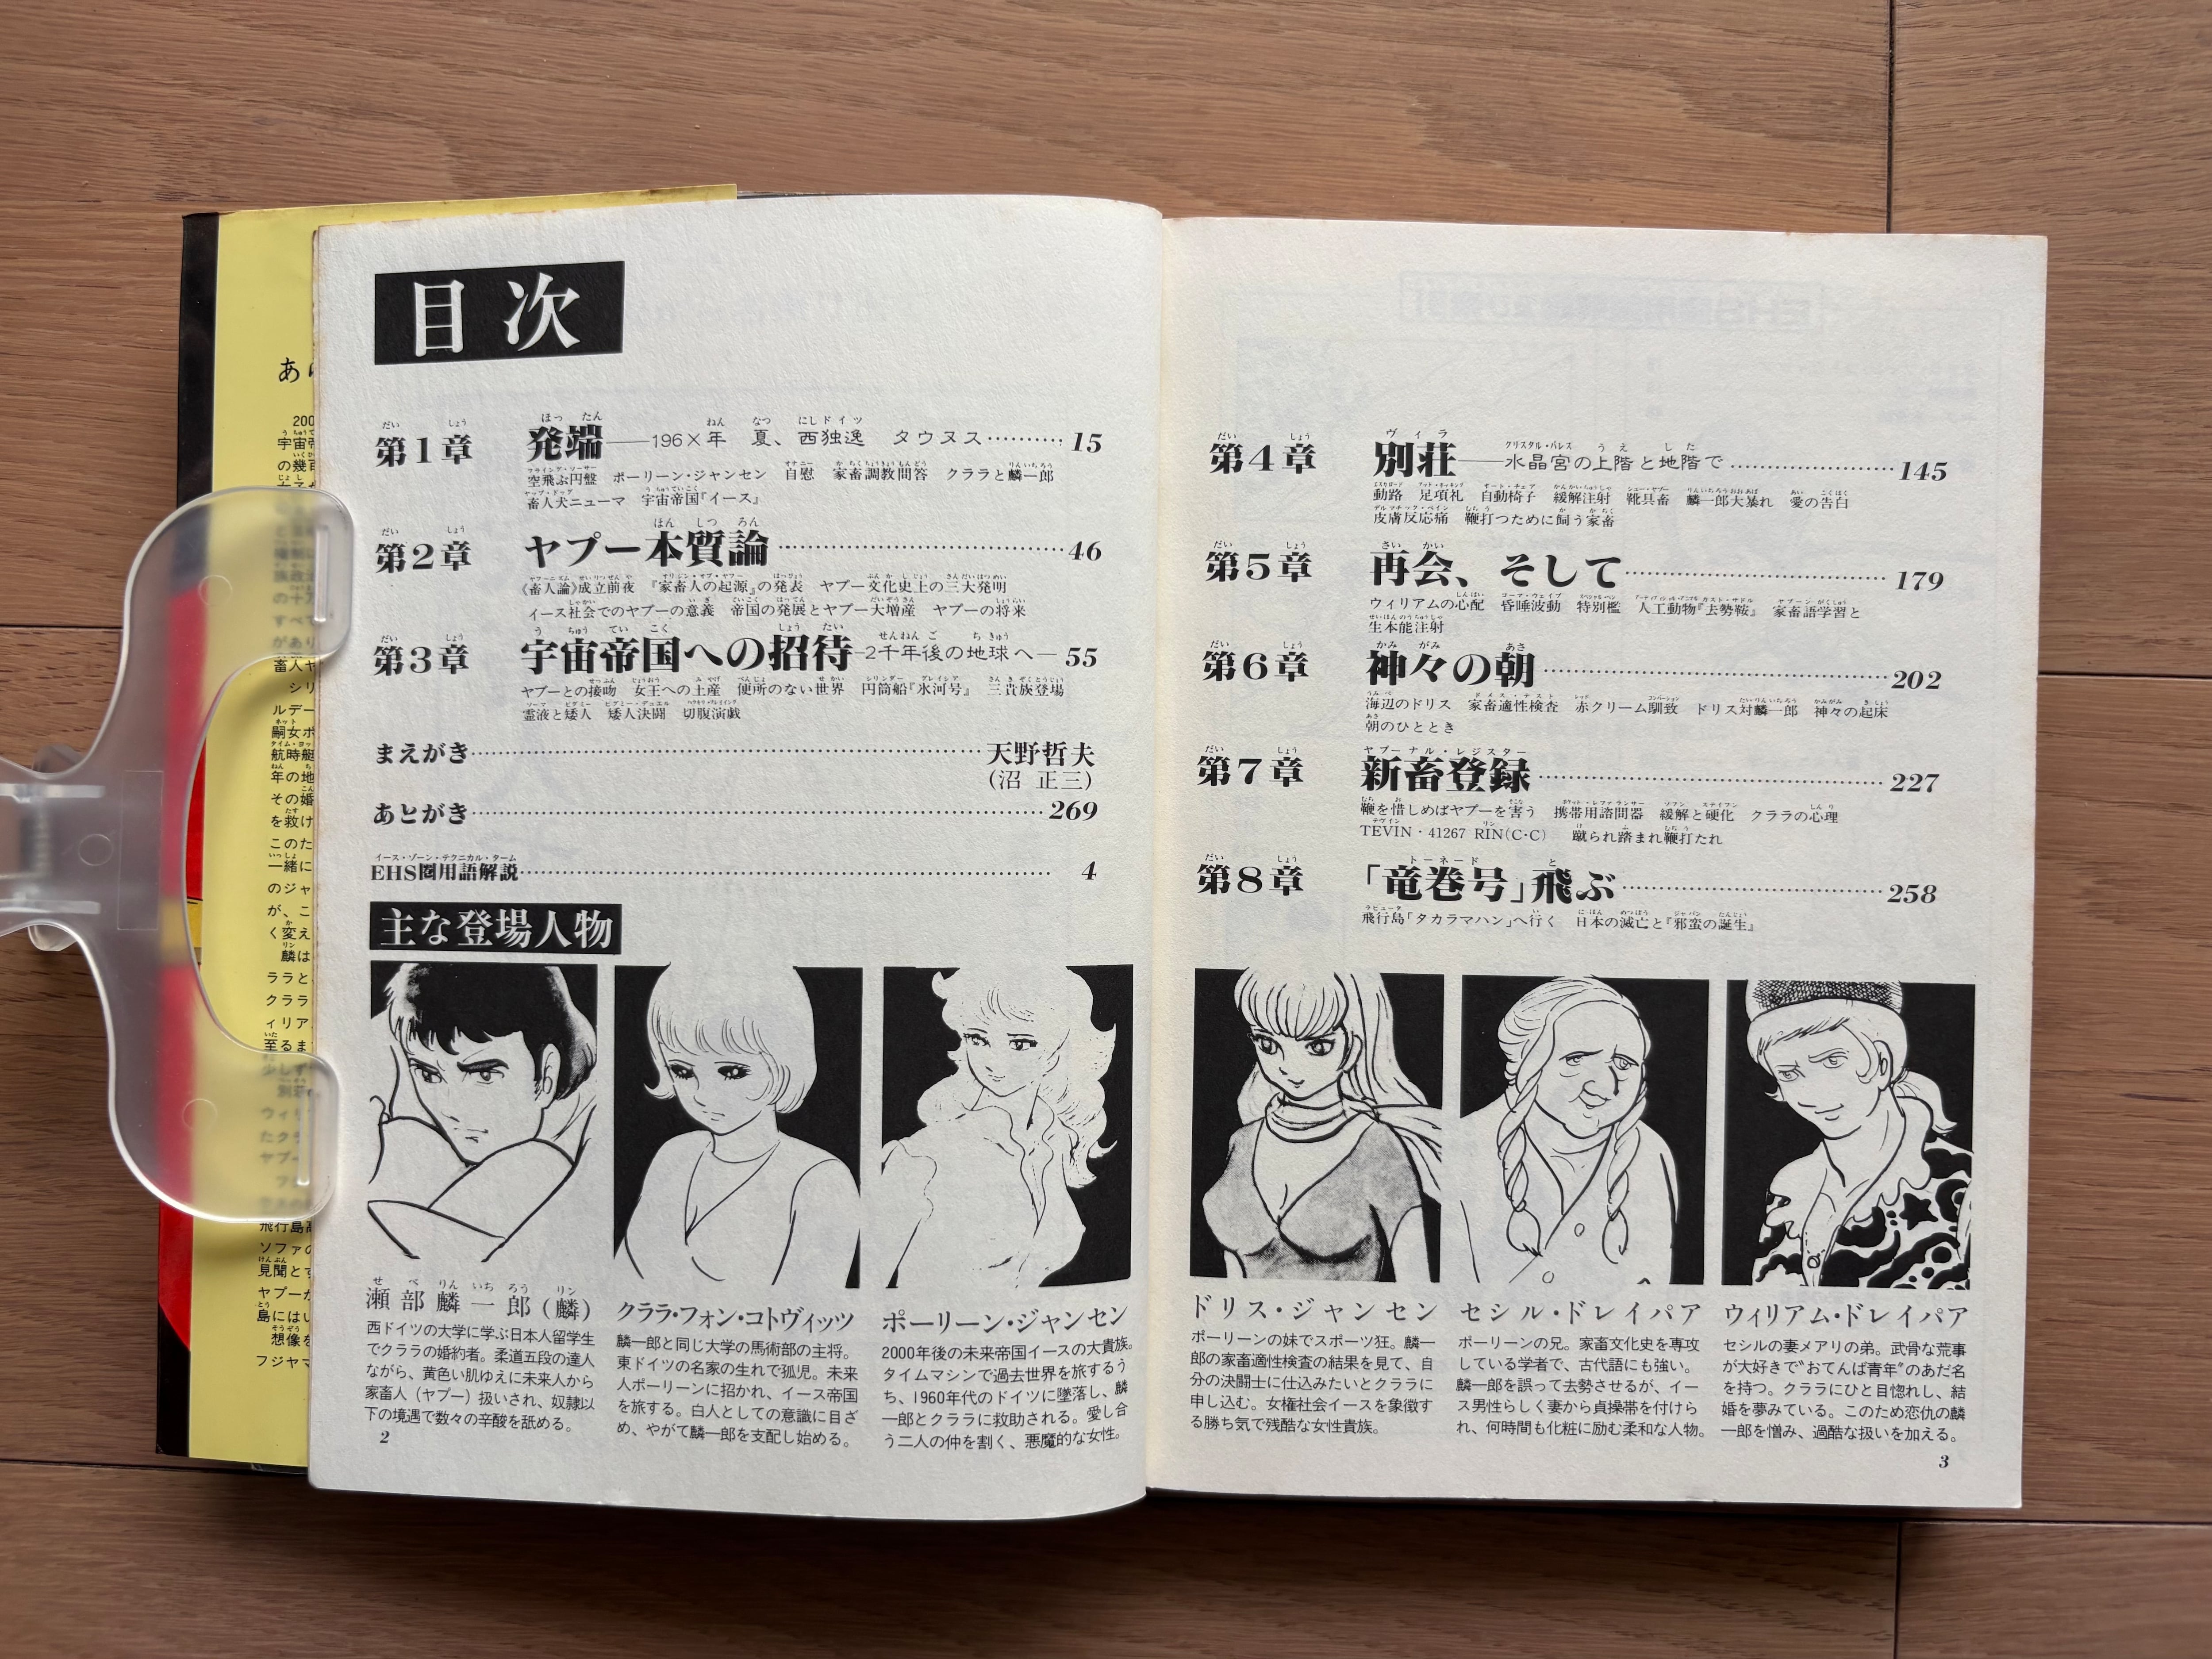 目次
第1章 発端――196×年 夏、西独逸 タウヌス…………15
空飛ぶ円盤 ポーリーン・ジャンセン 自慰 家畜調教問答 クララと麟一郎
畜人犬ニューマ 宇宙帝国『イース』
第2章 ヤプー本質論…………46
《畜人論》成立前夜 『家畜人の起源』の発表 ヤプー文化史上の三大発明
イース社会でのヤプーの意義 帝国の発展とヤプー大増産 ヤプーの将来
第3章 宇宙帝国への招待―2千年後の地球へ―55
ヤプーとの接吻 女王への土産 便所のない世界 円筒船『氷河号』 三貴族登場
霊液と矮人 矮人決闘 切腹演戯
まえがき…………天野哲夫
(沼 正三)
あとがき…………269
EHS圏用語解説…………4
主な登場人物
瀬部麟一郎(麟)
西ドイツの大学に学ぶ日本人留学生
でクララの婚約者。柔道五段の達人
ながら、黄色い肌ゆえに未来人から
家畜人(ヤプー)扱いされ、奴隷以
下の境遇で数々の辛酸を舐める。
クララ・フォン・コトヴィッツ
麟一郎と同じ大学の馬術部の主将。
東ドイツの名家の生れで孤児。未来
人ポーリーンに招かれ、イース帝国
を旅する。白人としての意識に目ざ
め、やがて麟一郎を支配し始める。
ポーリーン・ジャンセン
2000年後の未来帝国イースの大貴族。
タイムマシンで過去世界を旅するう
ち、1960年代のドイツに墜落し、麟
一郎とクララに救助される。愛し合
う二人の仲を割く、悪魔的な女性。
2
第4章 別荘――水晶宮の上階と地階で…………145
動路 足項礼 自動椅子 緩解注射 靴具畜 麟一郎大暴れ 愛の告白
皮膚反応痛 鞭打つために飼う家畜
第5章 再会、そして…………179
ウィリアムの心配 昏睡波動 特別檻 人工動物『去勢鞍』 家畜語学習と
生本能注射
第6章 神々の朝…………202
海辺のドリス 家畜適性検査 赤クリーム馴致 ドリス対麟一郎 神々の起床
朝のひととき
第7章 新畜登録…………227
鞭を惜しめばヤプーを害う 携帯用諮問器 緩解と硬化 クララの心理
TEVIN・41267 RIN(C・C) 蹴られ踏まれ鞭打たれ
第8章 「竜巻号」飛ぶ…………258
飛行島「タカラマハン」へ行く 日本の滅亡と『邪蛮の誕生』
ドリス・ジャンセン
ポーリーンの妹でスポーツ狂。麟一
郎の家畜適性検査の結果を見て、自
分の決闘士に仕込みたいとクララに
申し込む。女権社会イースを象徴す
る勝ち気で残酷な女性貴族。
セシル・ドレイパア
ポーリーンの兄。家畜文化史を専攻
している学者で、古代語にも強い。
麟一郎を誤って去勢させるが、イー
ス男性らしく妻から貞操帯を付けら
れ、何時間も化粧に励む柔和な人物。
ウィリアム・ドレイパア
セシルの妻メアリの弟。武骨な荒事
が大好きで“おてんば青年”のあだ名
を持つ。クララにひと目惚れし、結
婚を夢みている。このため恋仇の麟
一郎を憎み、過酷な扱いを加える。
3